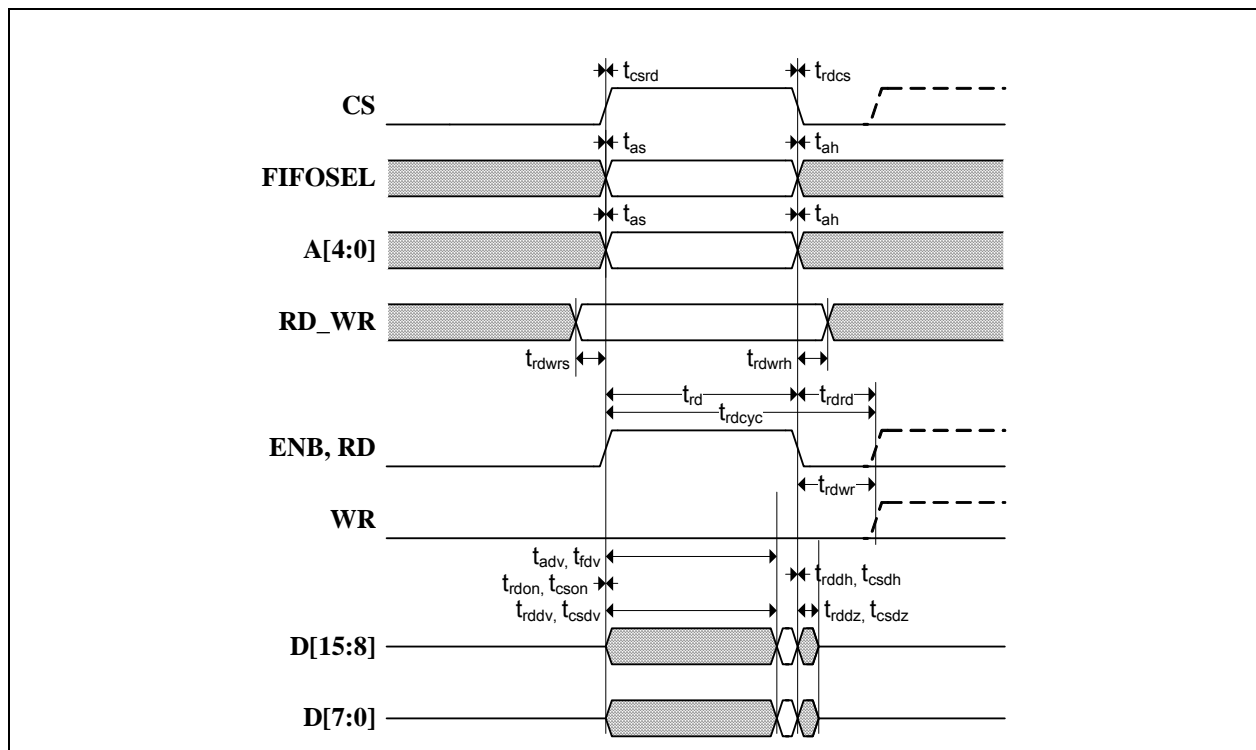 t_csrd t_rdcs
CS
t_as t_ah
FIFOSEL
t_as t_ah
A[4:0]
RD_WR
t_rdwrs t_rdwrh
t_rd t_rdrd
t_rdcyc
ENB, RD
t_rdwr
WR
t_adv, t_fdv
t_rdon, t_cson t_rddh, t_csdh
t_rddv, t_csdv t_rddz, t_csdz
D[15:8]
D[7:0]